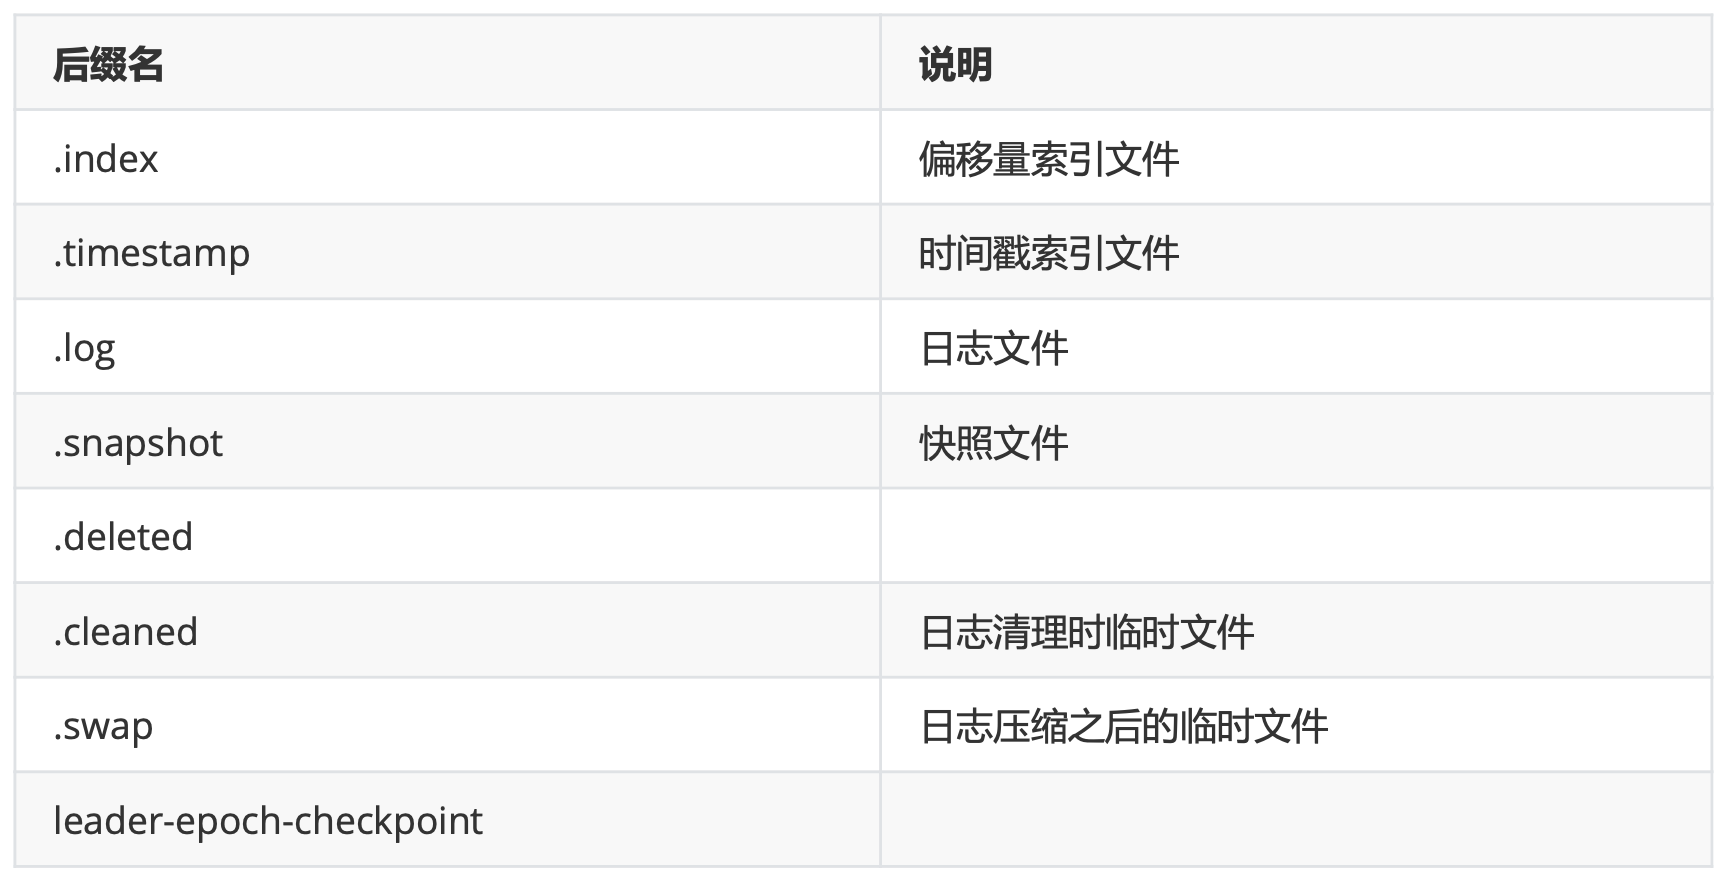 后缀名 说明
.index 偏移量索引文件
.timestamp 时间戳索引文件
.log 日志文件
.snapshot 快照文件
.deleted
.cleaned 日志清理时临时文件
.swap 日志压缩之后的临时文件
leader-epoch-checkpoint